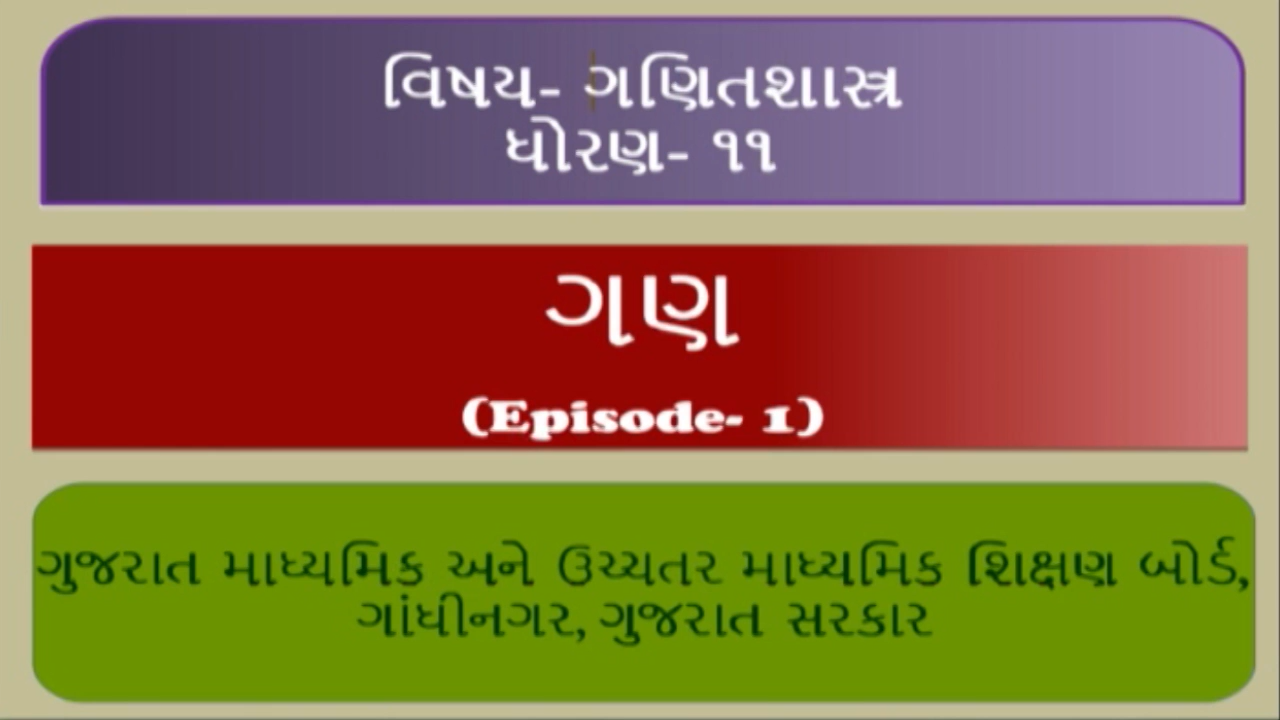 વિષય- ગણિતશાસ્ત્ર
ધોરણ- ૧૧
ગણ
(Episode- 1)
ગુજરાત માધ્યમિક અને ઉચ્ચતર માધ્યમિક શિક્ષણ બોર્ડ,
ગાંધીનગર, ગુજરાત સરકાર